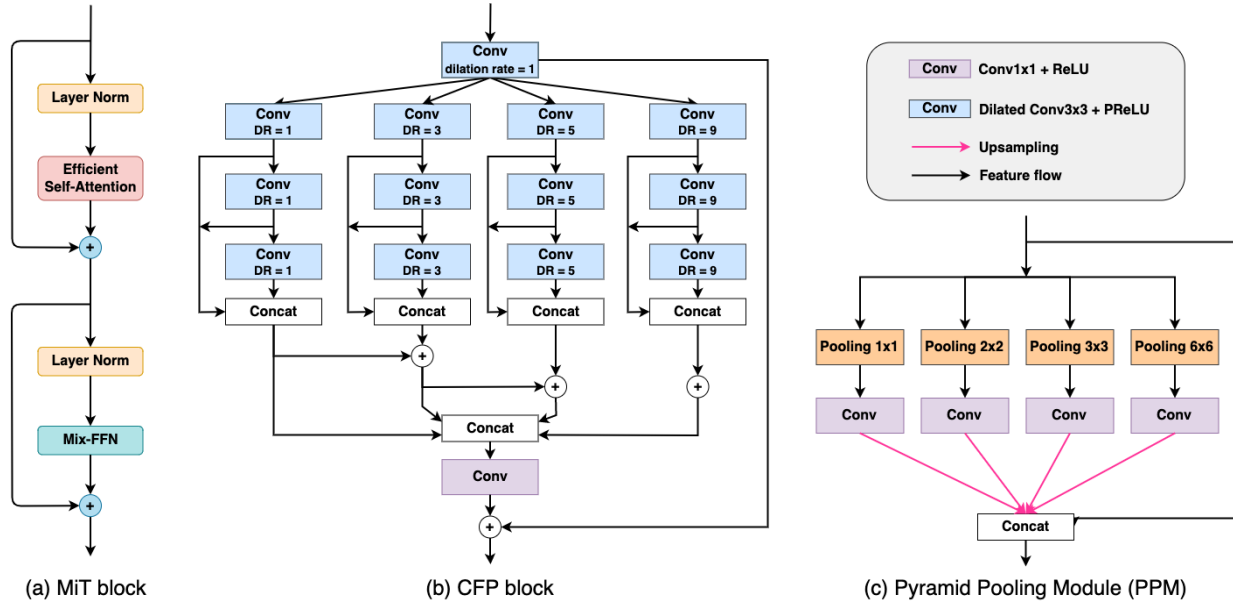 Layer Norm
Efficient
Self-Attention
+
Layer Norm
Mix-FFN
+
(a) MiT block
Conv
dilation rate = 1
Conv
DR = 1
Conv
DR = 3
Conv
DR = 5
Conv
DR = 9
Conv
DR = 1
Conv
DR = 3
Conv
DR = 5
Conv
DR = 9
Conv
DR = 1
Conv
DR = 3
Conv
DR = 5
Conv
DR = 9
Concat
Concat
Concat
Concat
+
+
+
Concat
Conv
+
(b) CFP block
Conv
Conv1x1 + ReLU
Conv
Dilated Conv3x3 + PReLU
Upsampling
Feature flow
Pooling 1x1
Pooling 2x2
Pooling 3x3
Pooling 6x6
Conv
Conv
Conv
Conv
Concat
(c) Pyramid Pooling Module (PPM)